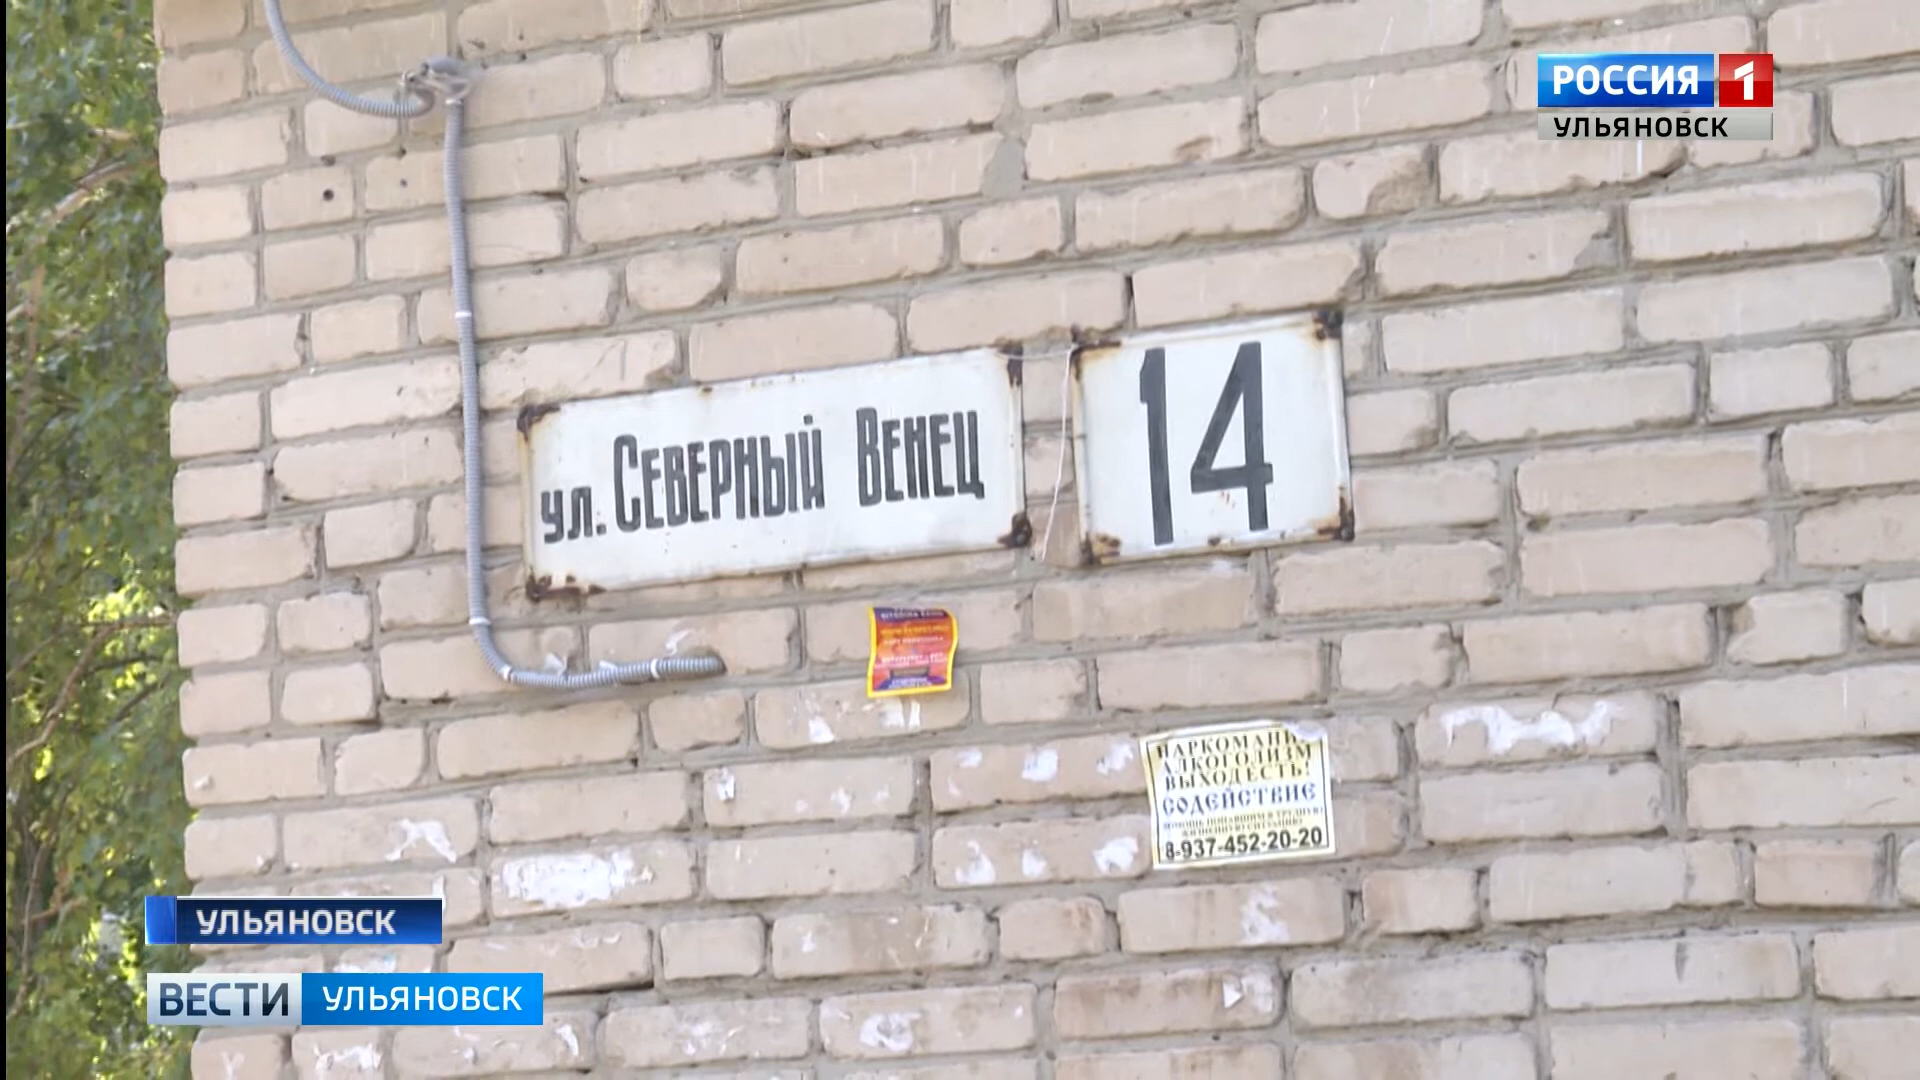 РОССИЯ 1
УЛЬЯНОВСК
ул. СЕВЕРНЫЙ ВЕНЕЦ
14
НАРКОМАНИ
АЛКОГОЛИЗМ
ВЫХОД ЕСТЬ!
СОДЕЙСТВИЕ
8-937-452-20-20
УЛЬЯНОВСК
ВЕСТИ УЛЬЯНОВСК